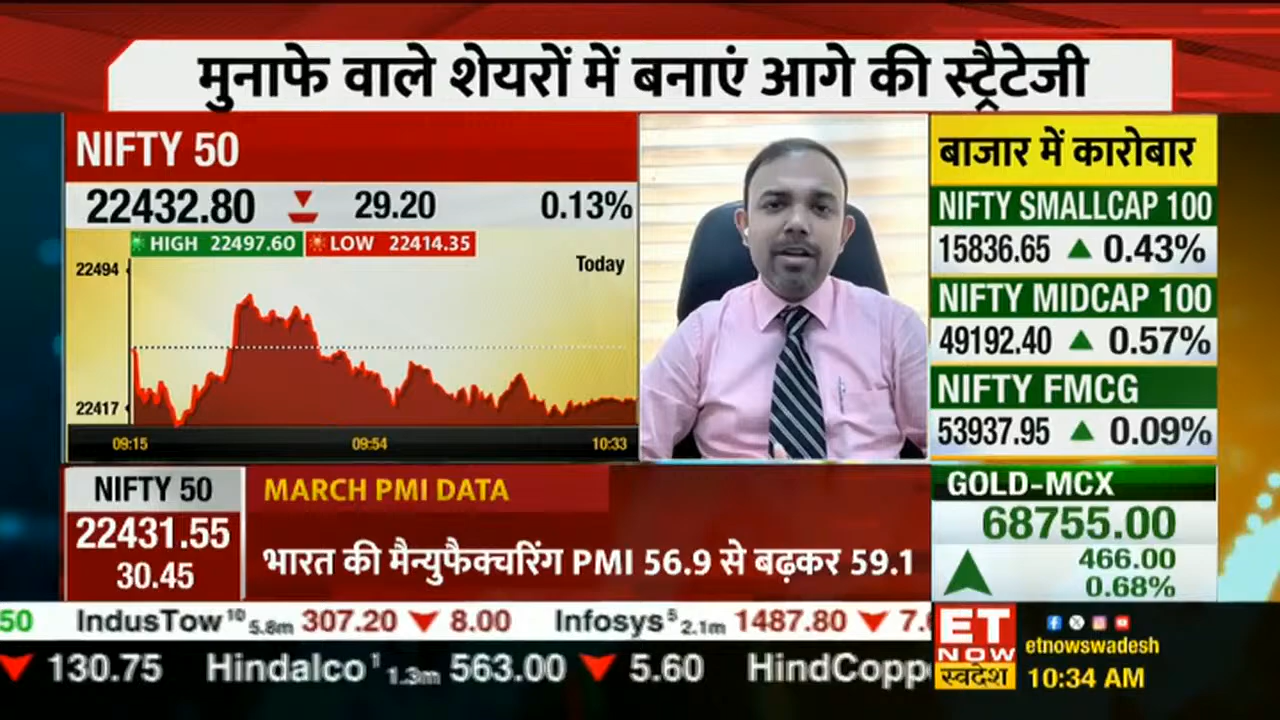 मुनाफे वाले शेयरों में बनाएं आगे की स्ट्रैटेजी
NIFTY 50
22432.80 29.20 0.13%
HIGH 22497.60 LOW 22414.35
22494
Today
22417
09:15 09:54 10:33
बाजार में कारोबार
NIFTY SMALLCAP 100
15836.65 0.43%
NIFTY MIDCAP 100
49192.40 0.57%
NIFTY FMCG
53937.95 0.09%
NIFTY 50
22431.55
30.45
MARCH PMI DATA
भारत की मैन्युफैक्चरिंग PMI 56.9 से बढ़कर 59.1
GOLD-MCX
68755.00
466.00
0.68%
50 IndusTow 10 5.8m 307.20 8.00 Infosys 5 2.1m 1487.80 7.
130.75 Hindalco 1 1.3m 563.00 5.60 HindCopp
ET
NOW
स्वदेश
etnowswadesh
10:34 AM